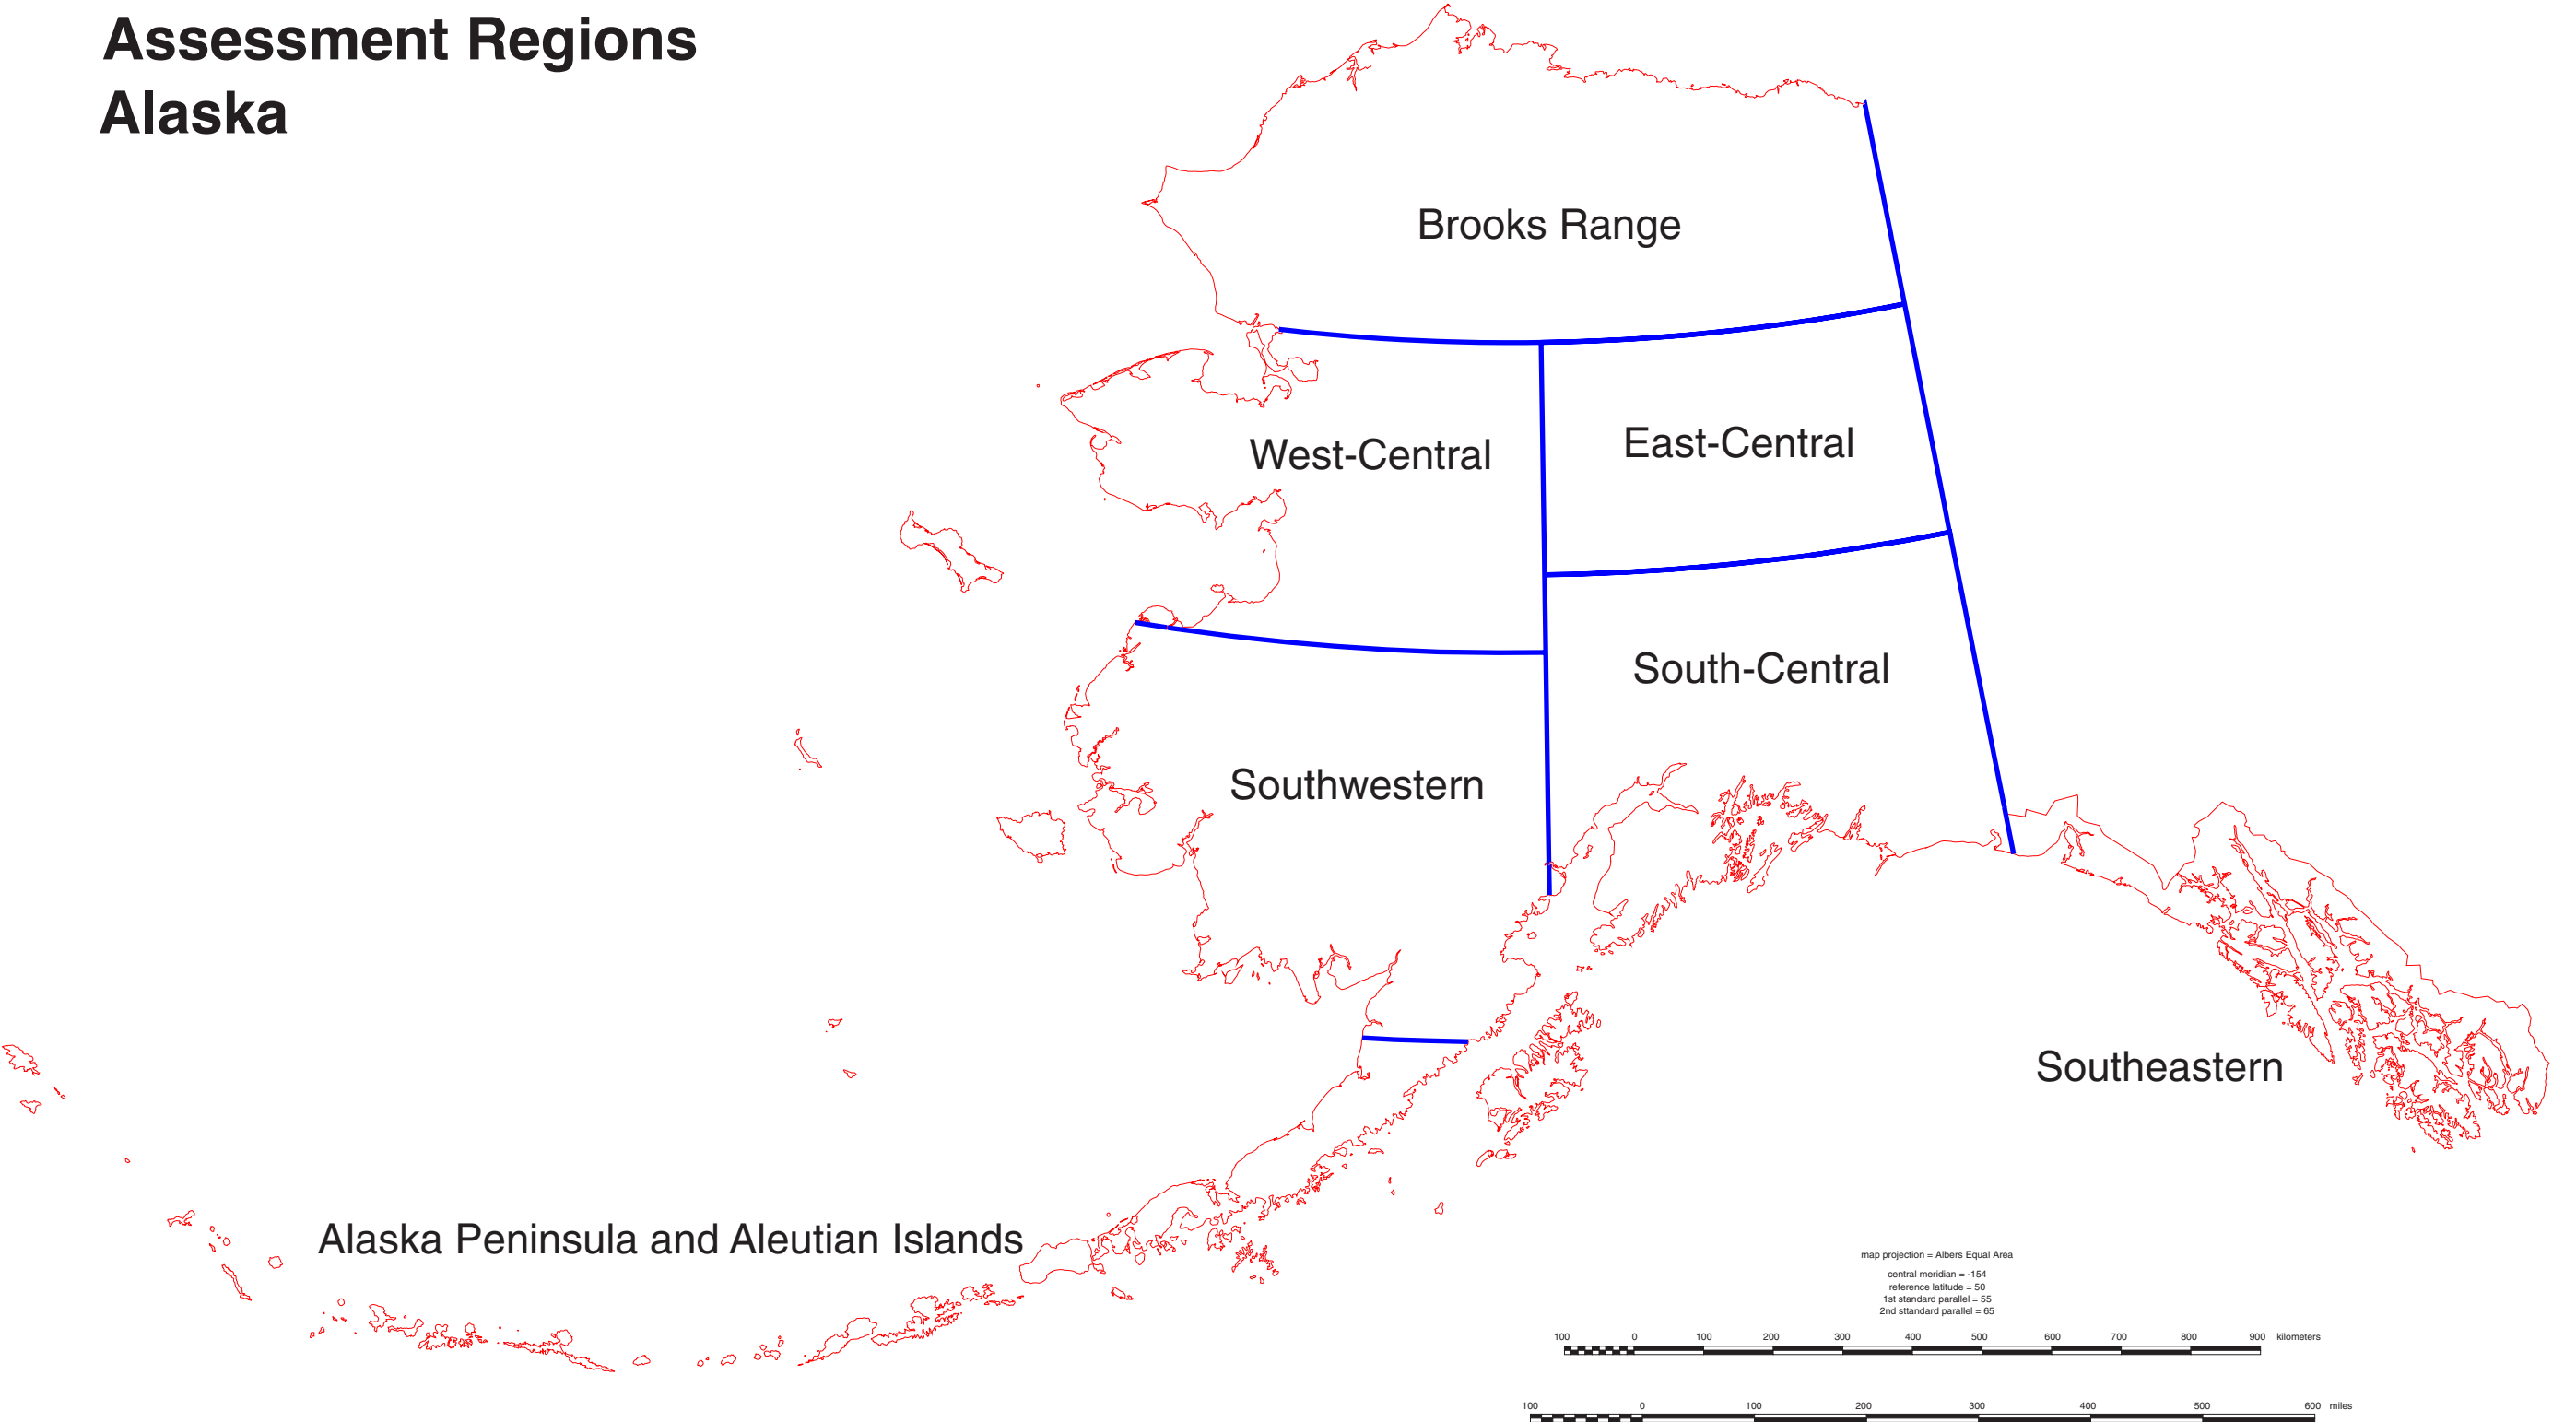 Assessment Regions
Alaska
Brooks Range
West-Central
East-Central
South-Central
Southwestern
Southeastern
Alaska Peninsula and Aleutian Islands
map projection = Albers Equal Area
central meridian = -154
reference latitude = 50
1st standard parallel = 55
2nd sttandard parallel = 65
100 0 100 200 300 400 500 600 700 800 900 kilometers
100 0 100 200 300 400 500 600 miles